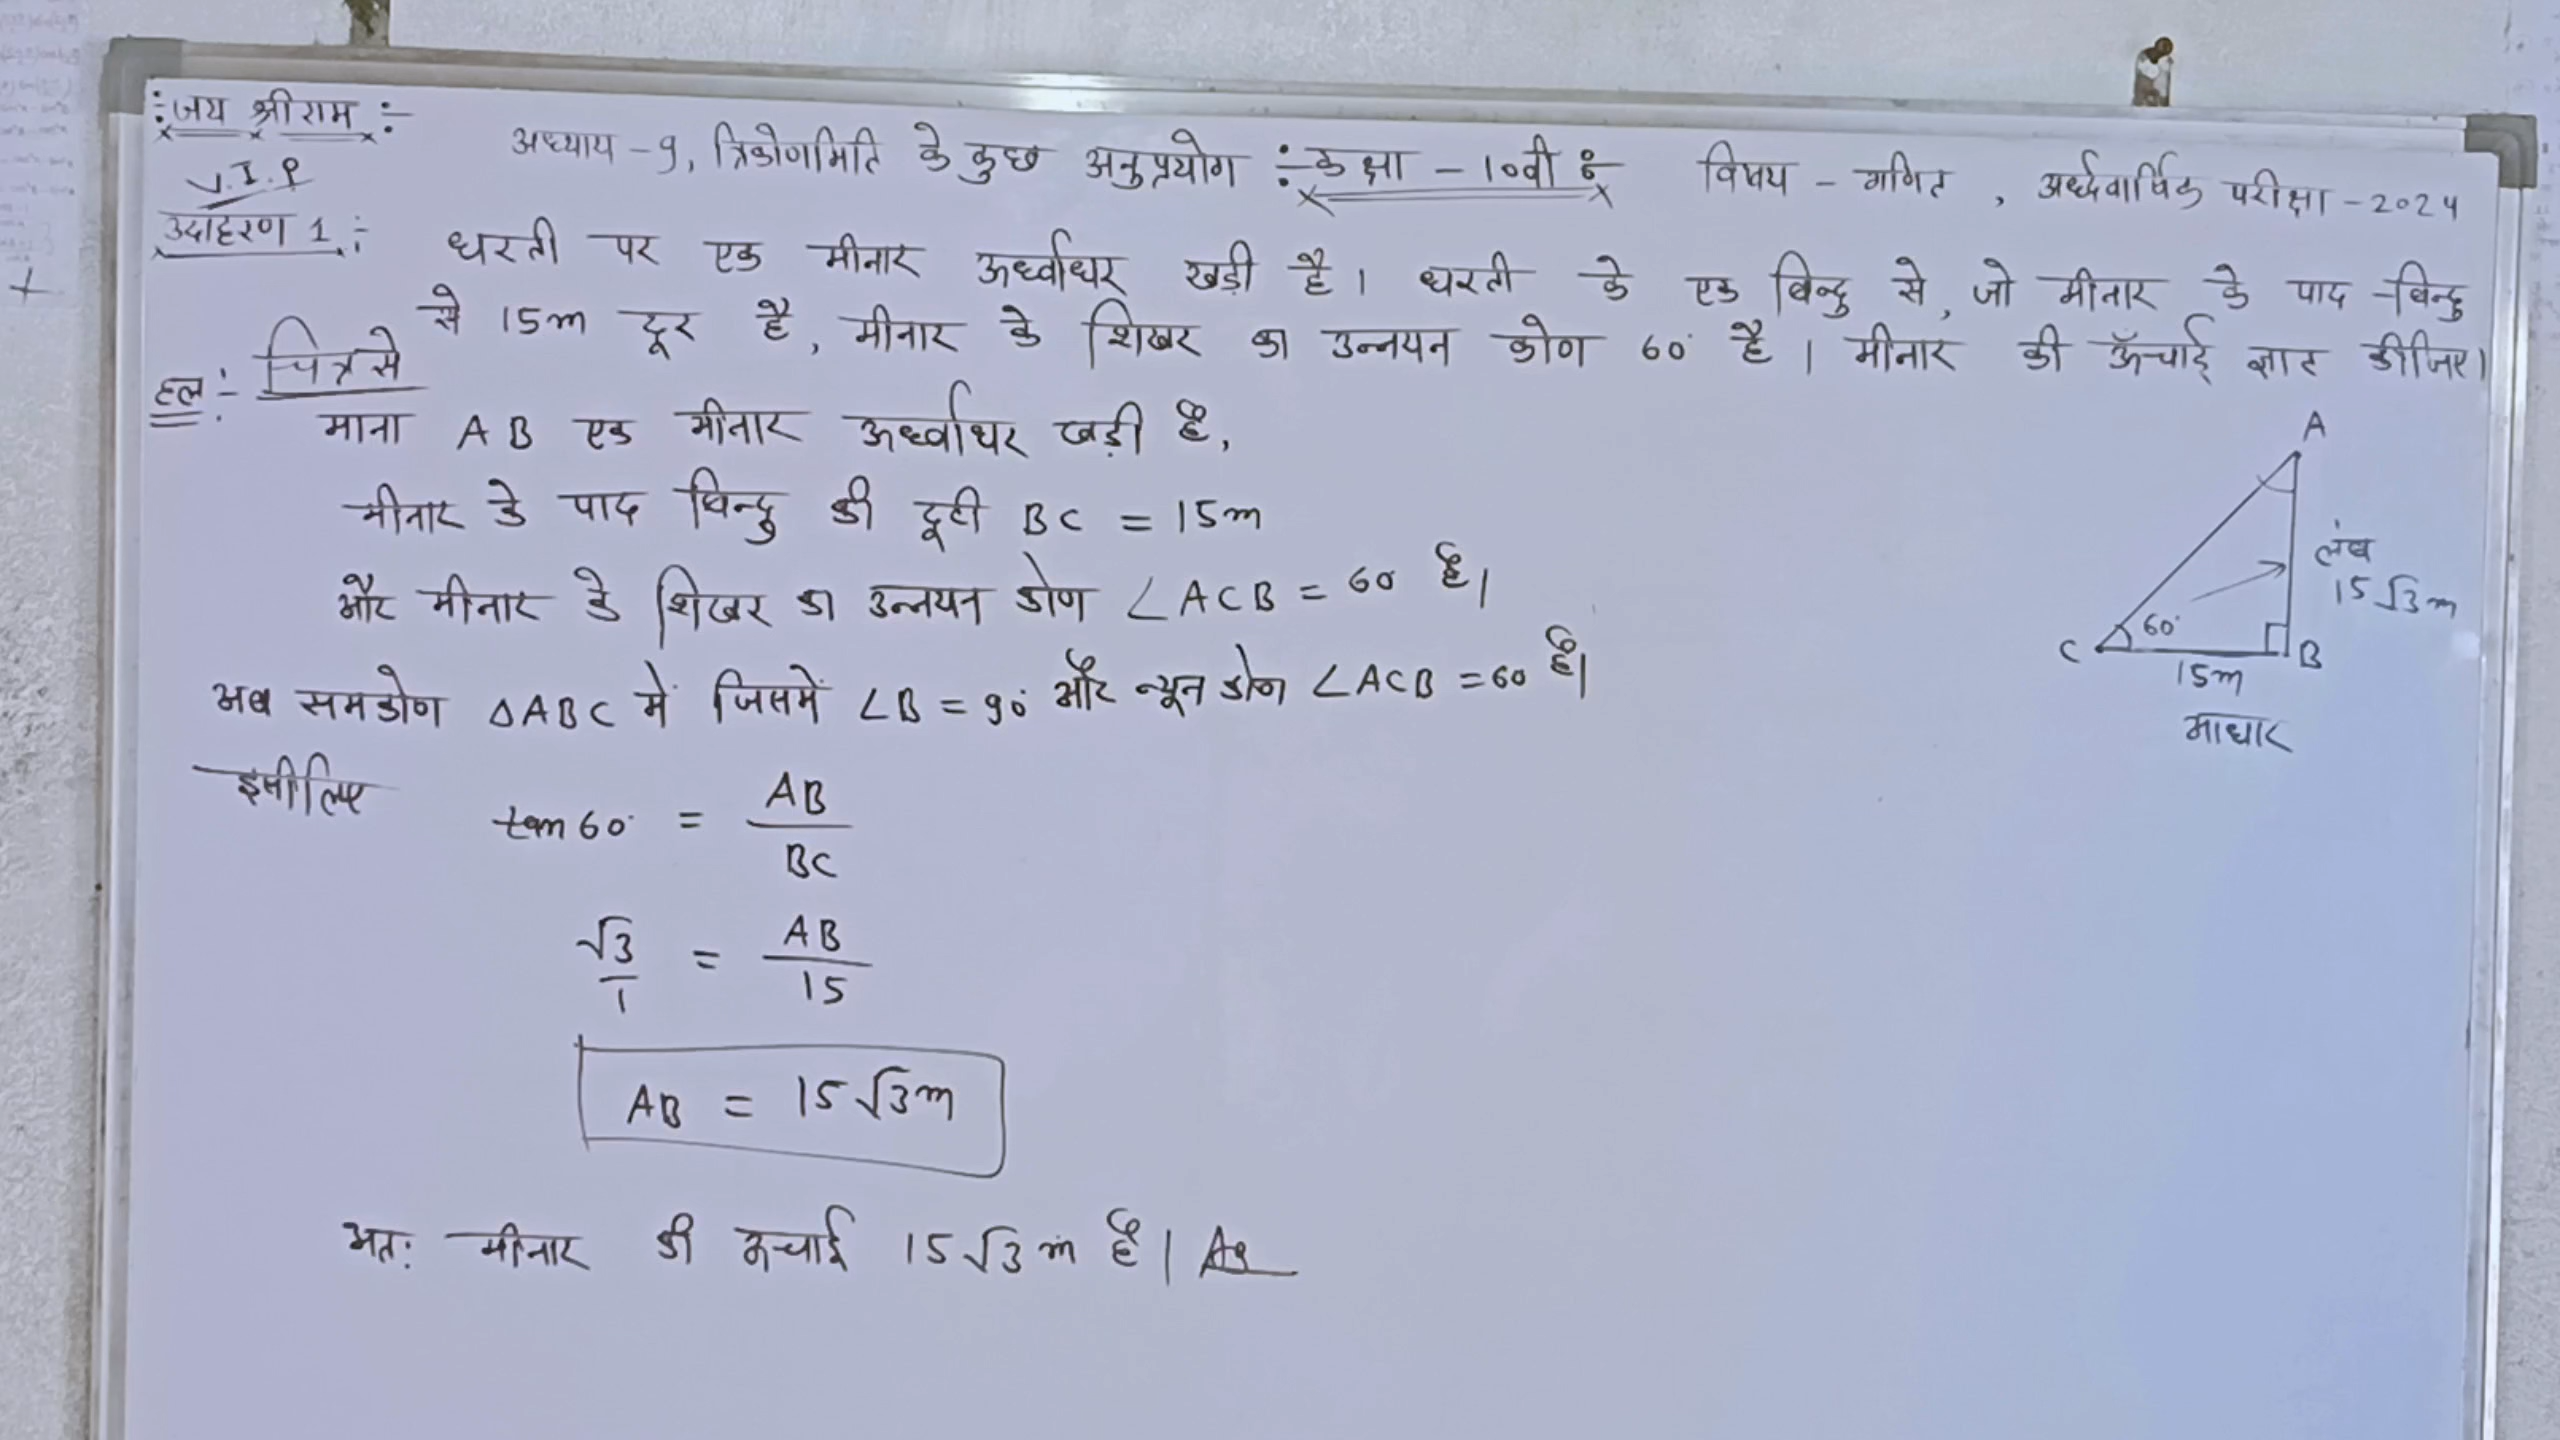 ÷ जय श्री राम ÷
अध्याय - 9, त्रिकोणमिति के कुछ अनुप्रयोग ÷ कक्षा - 10वी ÷ विषय - गणित, अर्धवार्षिक परीक्षा - 2024
V.I.P
उदाहरण 1 ÷ धरती पर एक मीनार ऊर्ध्वाधर खड़ी है। धरती के एक बिन्दु से, जो मीनार के पाद -बिन्दु
से 15m दूर है, मीनार के शिखर का उन्नयन कोण 60° है। मीनार की ऊँचाई ज्ञात कीजिए।
हल:- चित्र से
माना AB एक मीनार ऊर्ध्वाधर खड़ी है,
मीनार के पाद बिन्दु की दूरी BC = 15m
और मीनार के शिखर का उन्नयन कोण ∠ACB = 60° है।
अब समकोण ΔABC में जिसमें ∠B = 90° और न्यून कोण ∠ACB = 60° है।
इसीलिए
tan 60° = AB / BC
√3 / 1 = AB / 15
AB = 15√3 m
अतः मीनार की ऊचाई 15√3 m है।
A
लंब
15√3 m
60°
C
B
15m
आधार